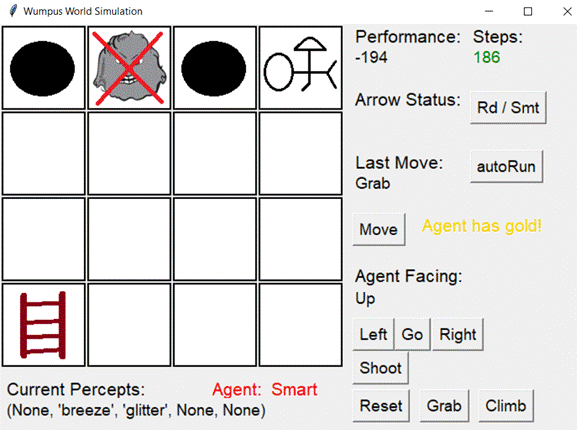 Wumpus World Simulation
Performance: Steps:
-194 186
Arrow Status: Rd / Smt
Last Move: autoRun
Grab
Move Agent has gold!
Agent Facing:
Up
Left Go Right
Shoot
Current Percepts: Agent: Smart
(None, 'breeze', 'glitter', None, None)
Reset Grab Climb